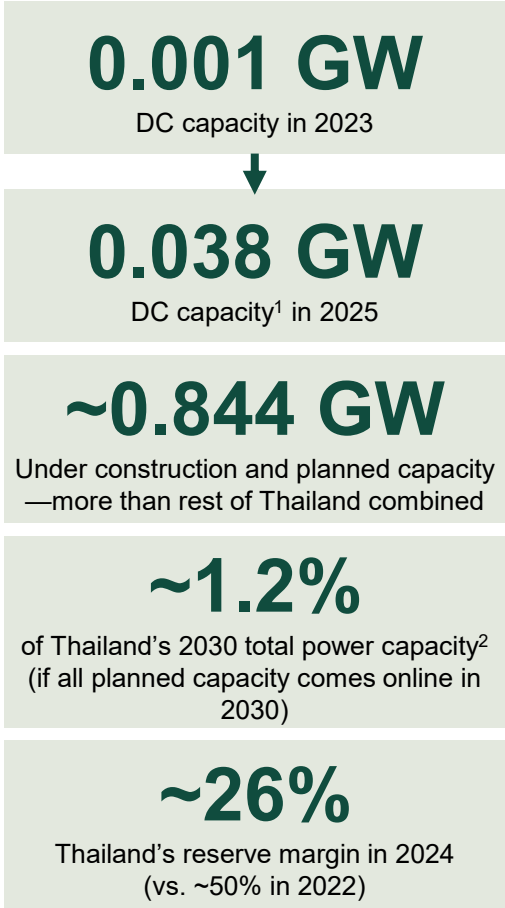 0.001 GW
DC capacity in 2023
0.038 GW
DC capacity¹ in 2025
~0.844 GW
Under construction and planned capacity
—more than rest of Thailand combined
~1.2%
of Thailand’s 2030 total power capacity²
(if all planned capacity comes online in
2030)
~26%
Thailand’s reserve margin in 2024
(vs. ~50% in 2022)